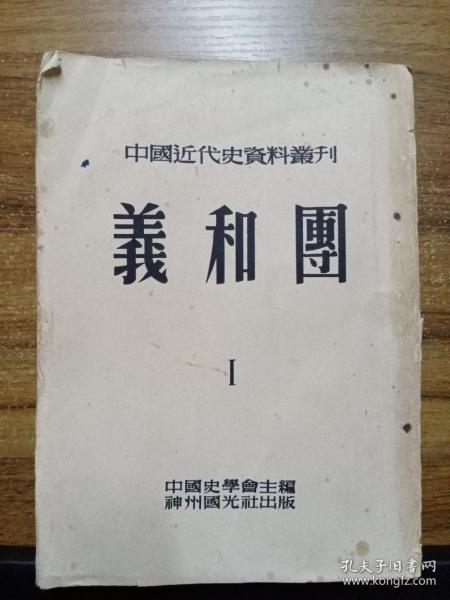 中國近代史資料叢刊
義和團
I
中國史學會主編
神州國光社出版
孔夫子旧书网
www.kongfz.com